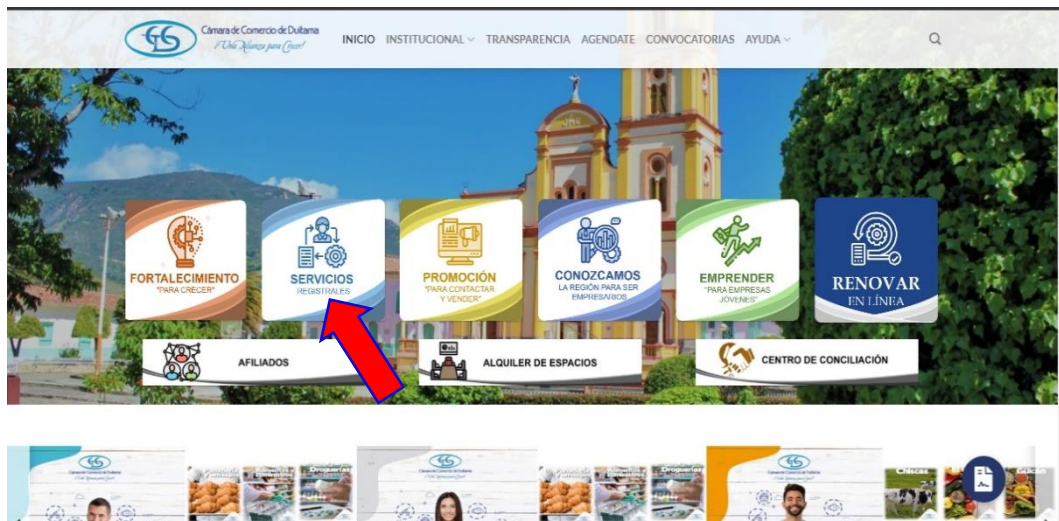 Cámara de Comercio de Duitama
¡Una Alianza para Crecer!
INICIO INSTITUCIONAL TRANSPARENCIA AGENDATE CONVOCATORIAS AYUDA
FORTALECIMIENTO
"PARA CRECER"
SERVICIOS
REGISTRALES
PROMOCIÓN
"PARA CONTACTAR
Y VENDER"
CONOZCAMOS
LA REGIÓN PARA SER
EMPRESARIOS
EMPRENDER
"PARA EMPRESAS
JÓVENES"
RENOVAR
EN LÍNEA
AFILIADOS
ALQUILER DE ESPACIOS
CENTRO DE CONCILIACIÓN
Cámara de Comercio de Duitama
Droguerías
Cámara de Comercio de Duitama
Droguerías
Cámara de Comercio de Duitama